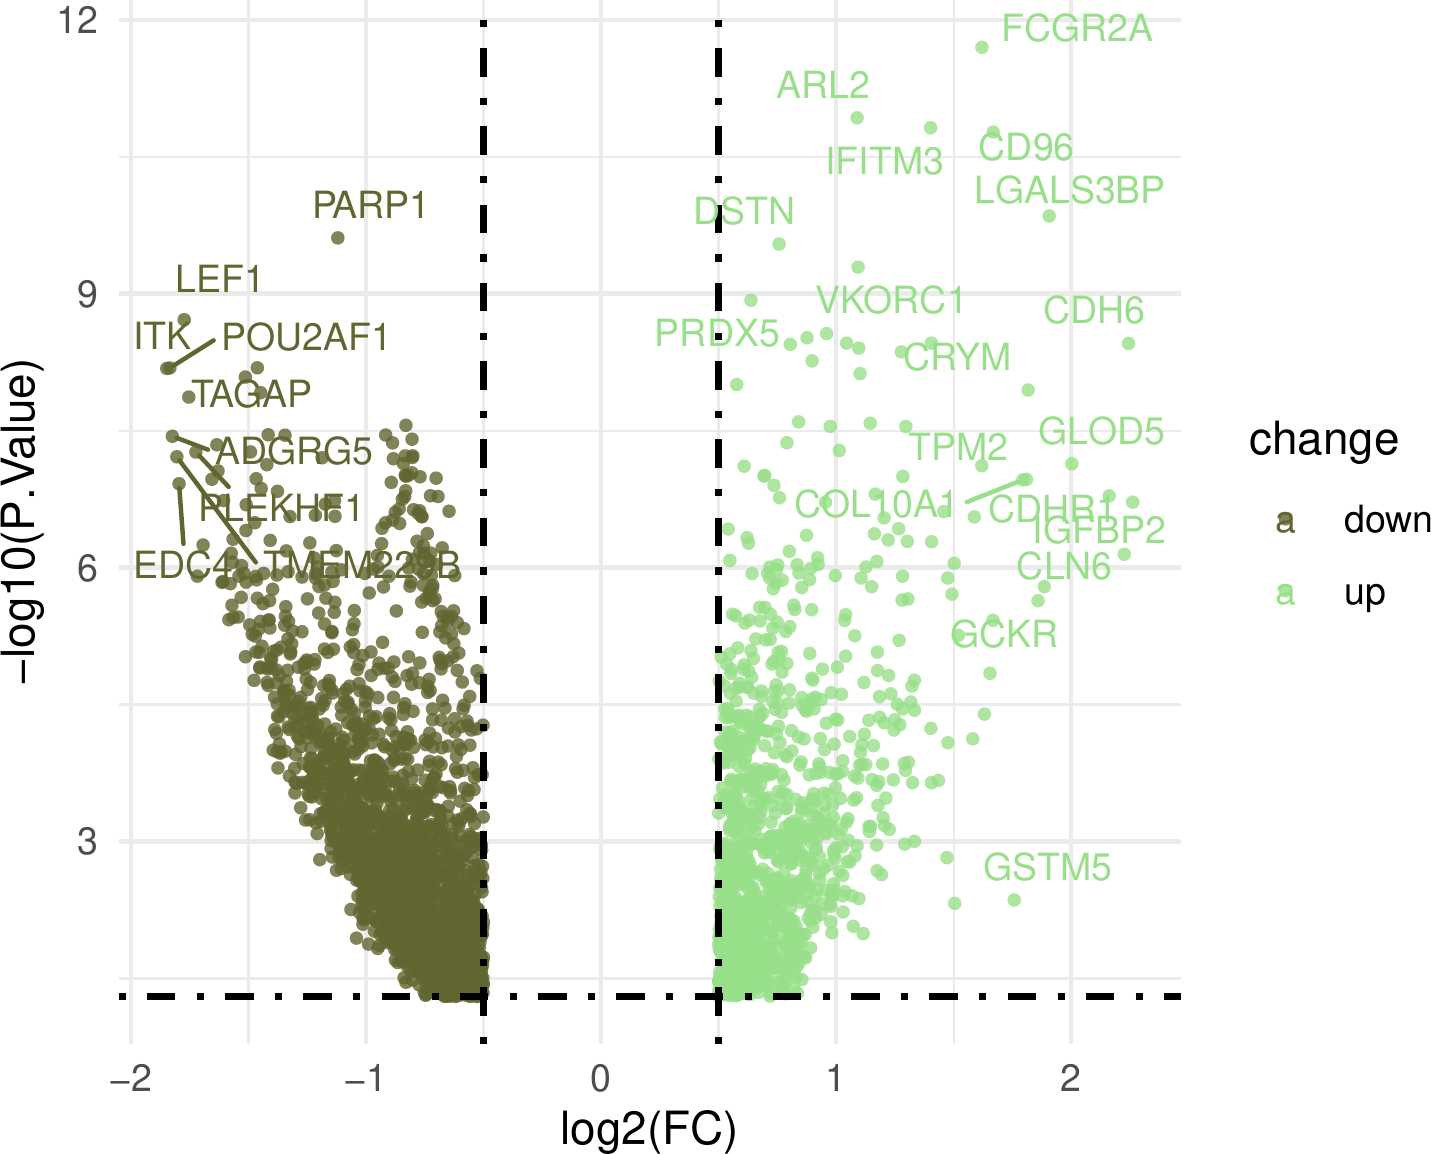 12
FCGR2A
ARL2
IFITM3
CD96
LGALS3BP
PARP1
DSTN
LEF1
9
VKORC1
CDH6
ITK
POU2AF1
PRDX5
CRYM
TAGAP
GLOD5
ADGRG5
TPM2
PLEKHF1
COL10A1
CDHR1
IGFBP2
EDC4
6
CLN6
GCKR
3
GSTM5
−log10(P.Value)
−2
−1
0
1
2
log2(FC)
change
a down
a up